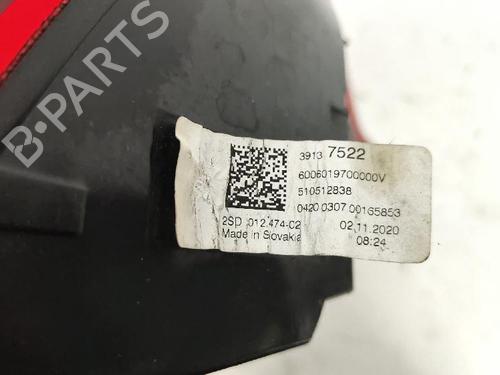 B-PARTS
3913 7522
6006019700000V
510512838
0420 0307 00165853
2SD .012.474-02 02.11.2020
Made in Slovakia 08:24